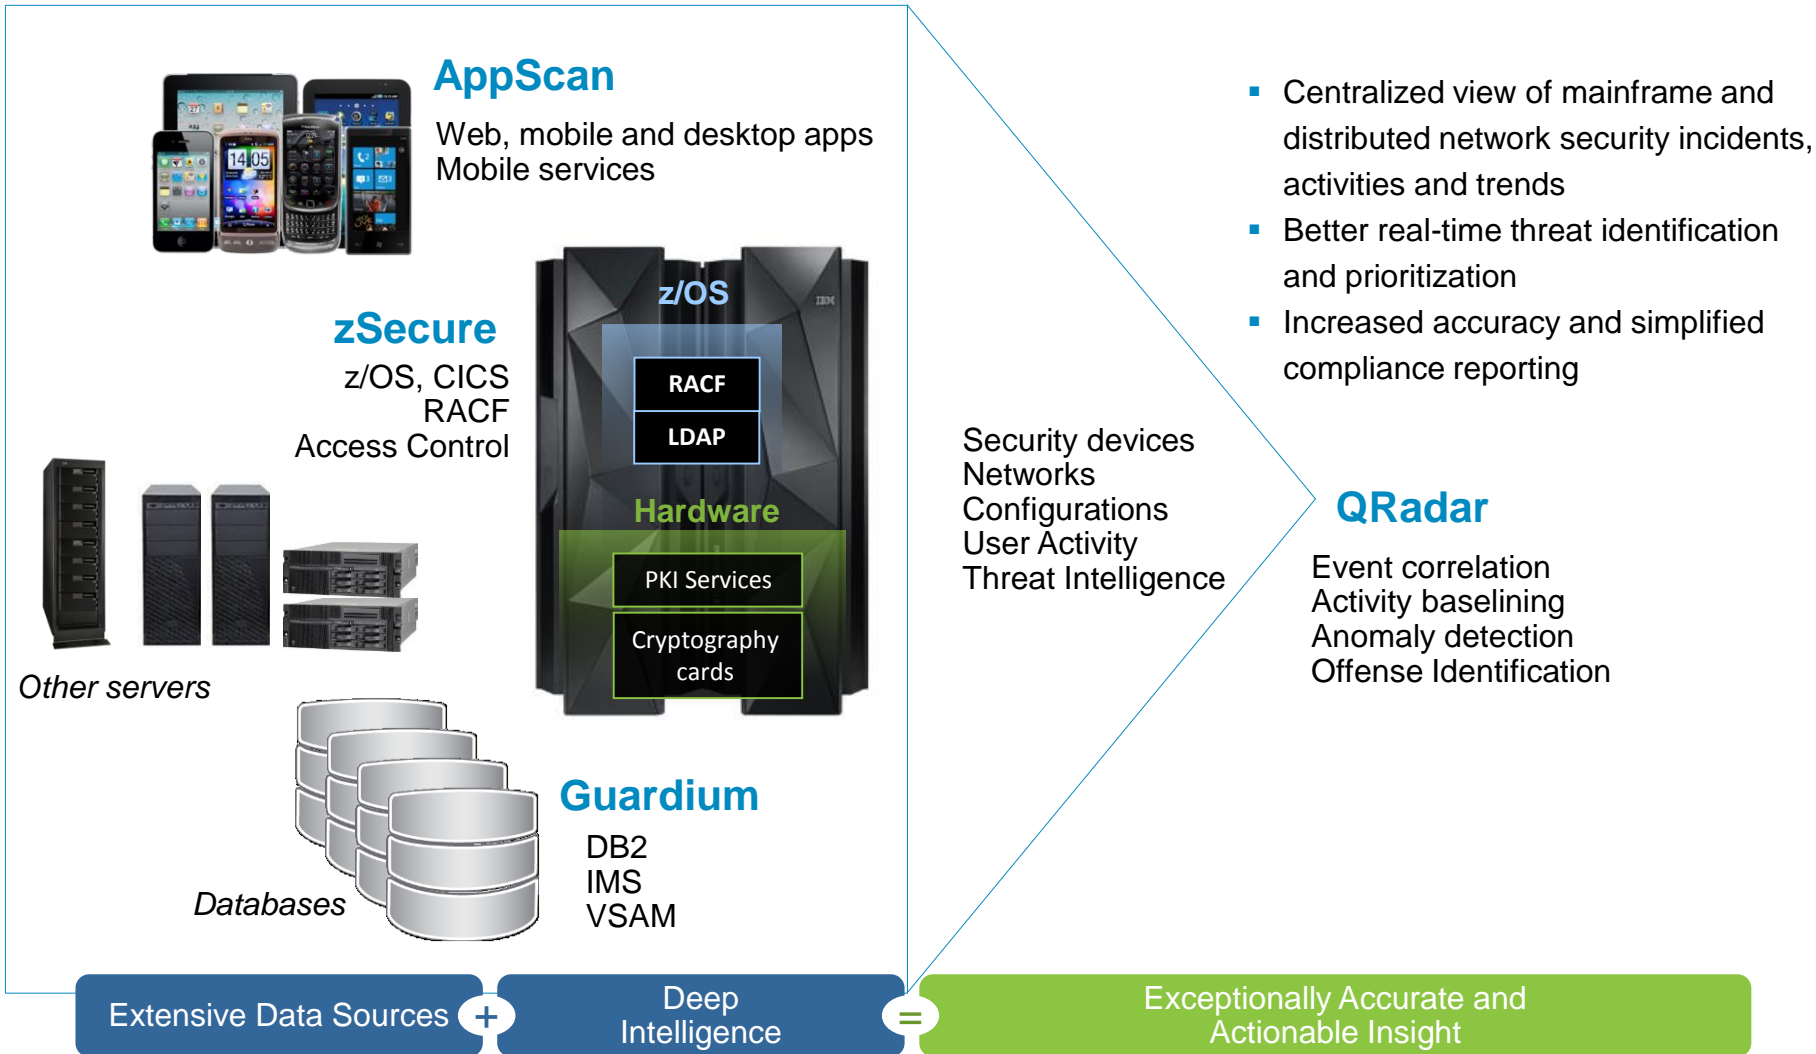 AppScan
Web, mobile and desktop apps
Mobile services
14 05
z/OS
IBM
zSecure
z/OS, CICS
RACF
Access Control
RACF
LDAP
Hardware
PKI Services
Cryptography
cards
Other servers
Databases
Guardium
DB2
IMS
VSAM
Security devices
Networks
Configurations
User Activity
Threat Intelligence
▪ Centralized view of mainframe and
distributed network security incidents,
activities and trends
▪ Better real-time threat identification
and prioritization
▪ Increased accuracy and simplified
compliance reporting
QRadar
Event correlation
Activity baselining
Anomaly detection
Offense Identification
Extensive Data Sources
+
Deep
Intelligence
=
Exceptionally Accurate and
Actionable Insight